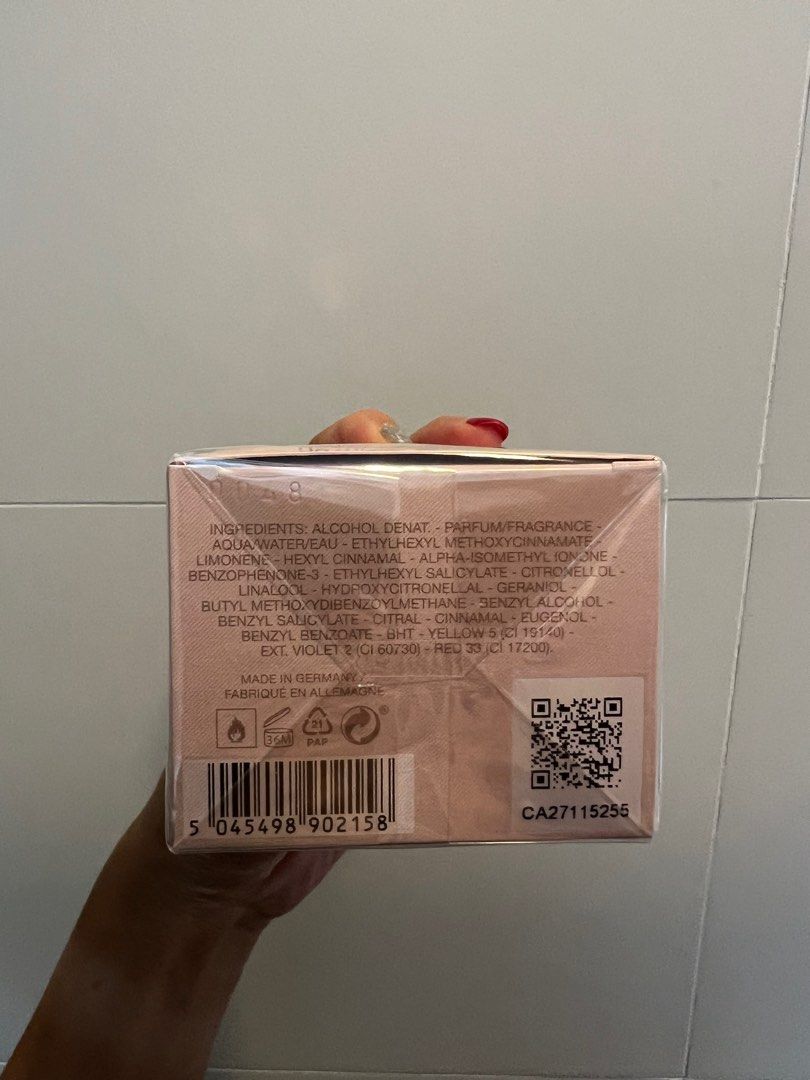 0048
INGREDIENTS: ALCOHOL DENAT. - PARFUM/FRAGRANCE -
AQUA/WATER/EAU - ETHYLHEXYL METHOXYCINNAMATE -
LIMONENE - HEXYL CINNAMAL - ALPHA-ISOMETHYL IONONE -
BENZOPHENONE-3 - ETHYLHEXYL SALICYLATE - CITRONELLOL -
LINALOOL - HYDROXYCITRONELLAL - GERANIOL -
BUTYL METHOXYDIBENZOYLMETHANE - BENZYL ALCOHOL -
BENZYL SALICYLATE - CITRAL - CINNAMAL - EUGENOL -
BENZYL BENZOATE - BHT - YELLOW 5 (CI 19140) -
EXT. VIOLET 2 (CI 60730) - RED 33 (CI 17200).
MADE IN GERMANY /
FABRIQUÉ EN ALLEMAGNE
36M
21
PAP
®
5 045498 902158
CA27115255